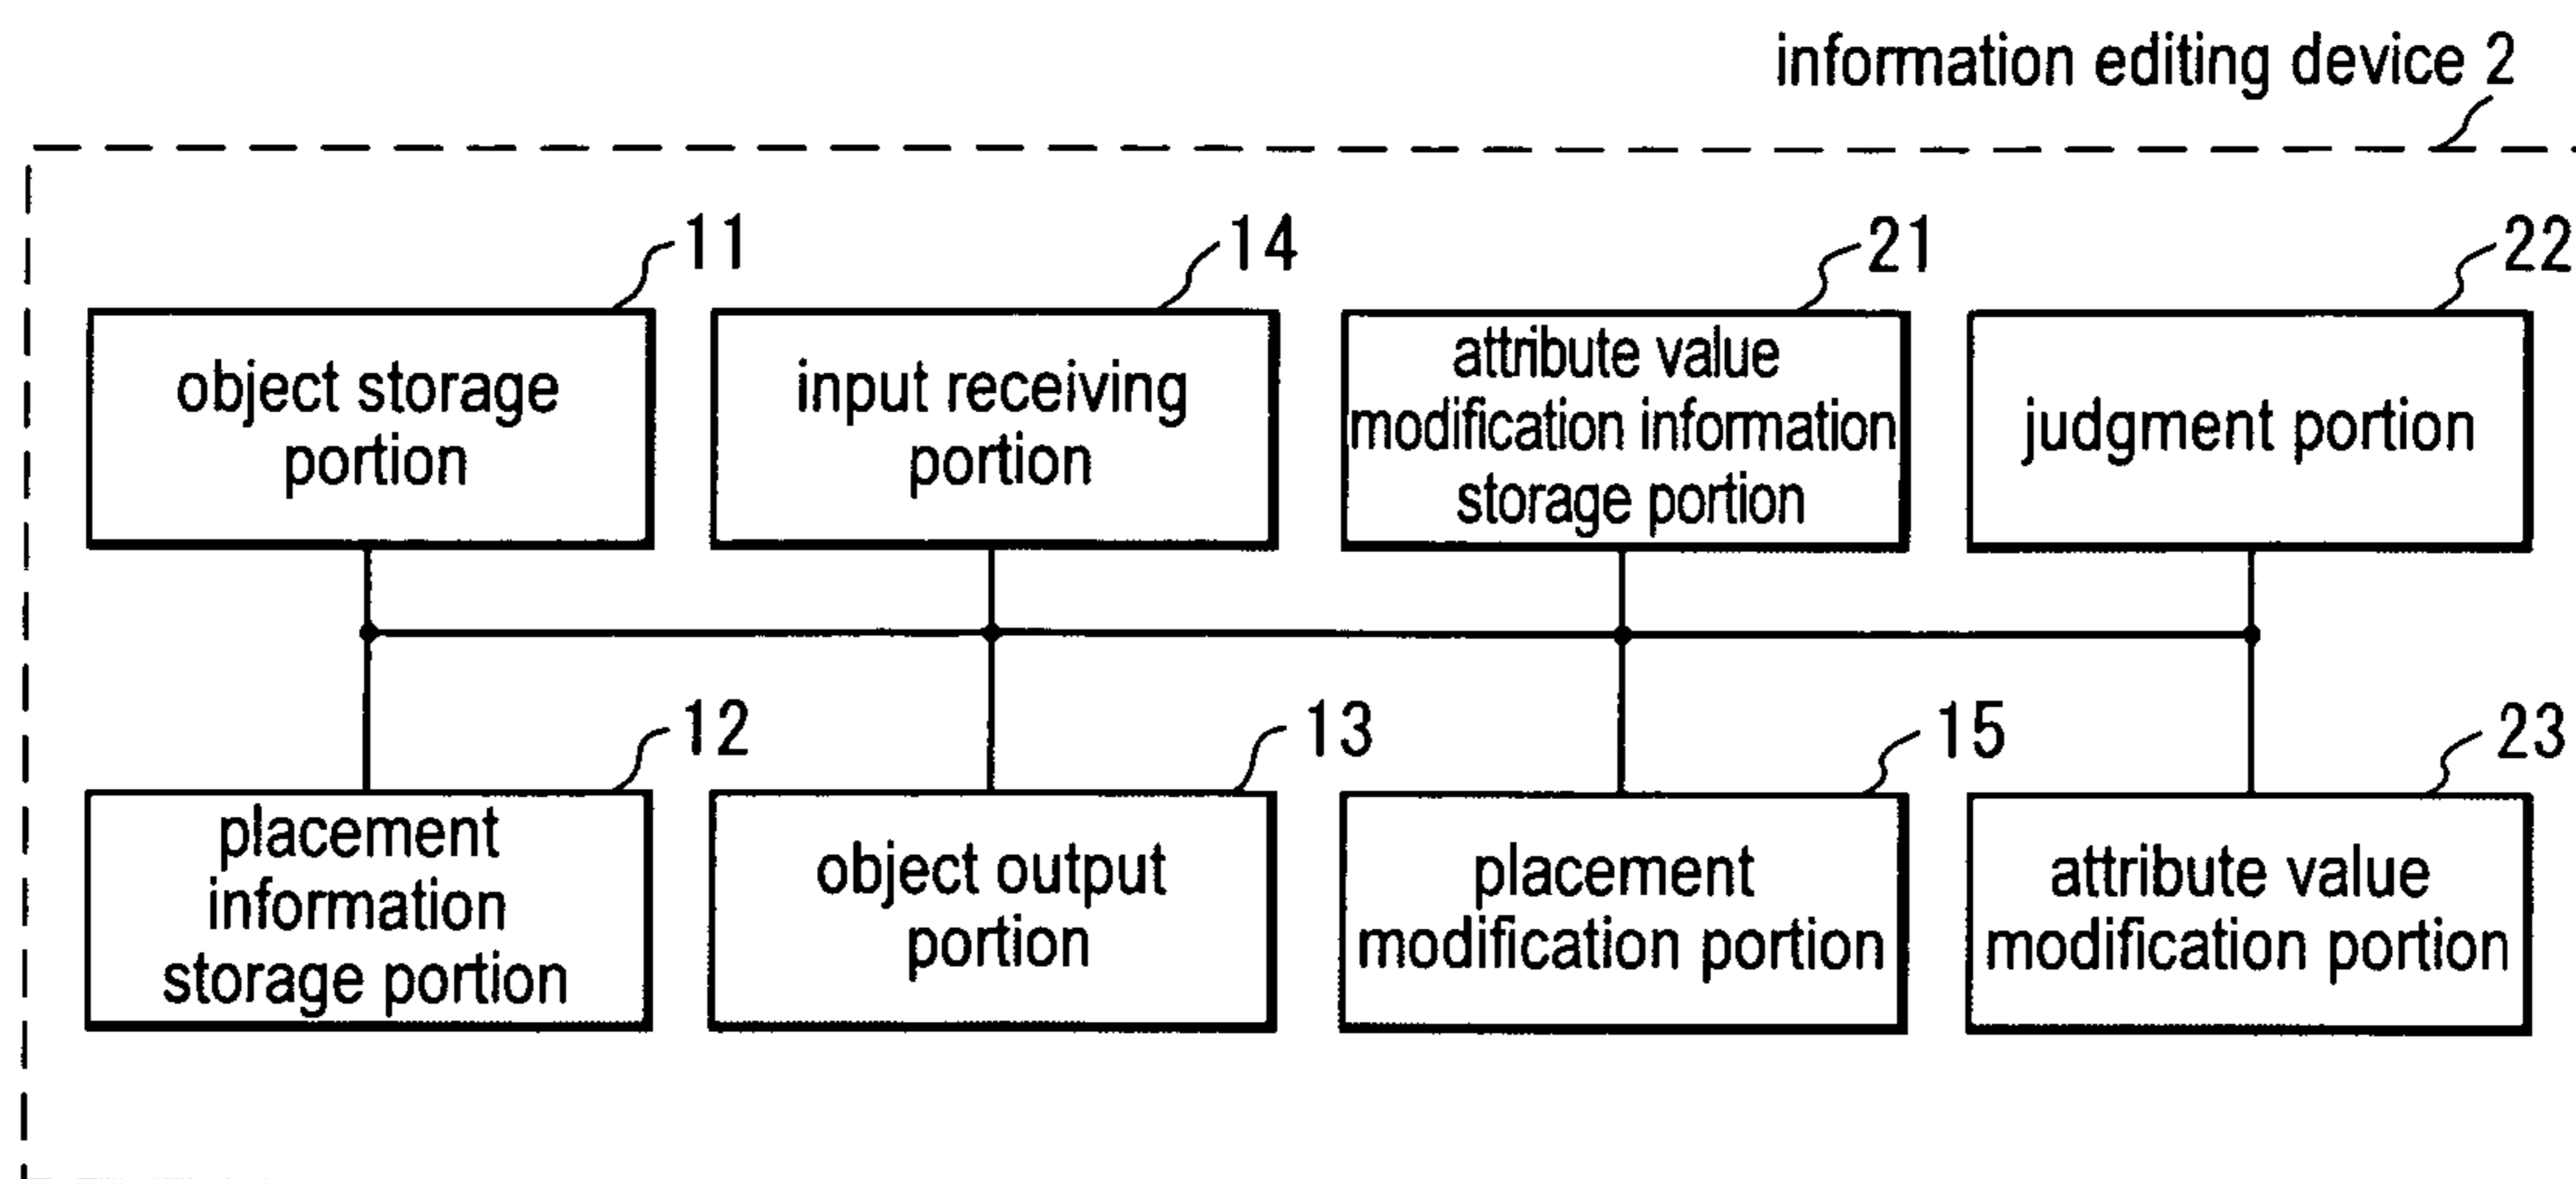 information editing device 2
11
14
21
22
object storage
portion
input receiving
portion
attribute value
modification information
storage portion
judgment portion
12
13
15
23
placement
information
storage portion
object output
portion
placement
modification portion
attribute value
modification portion